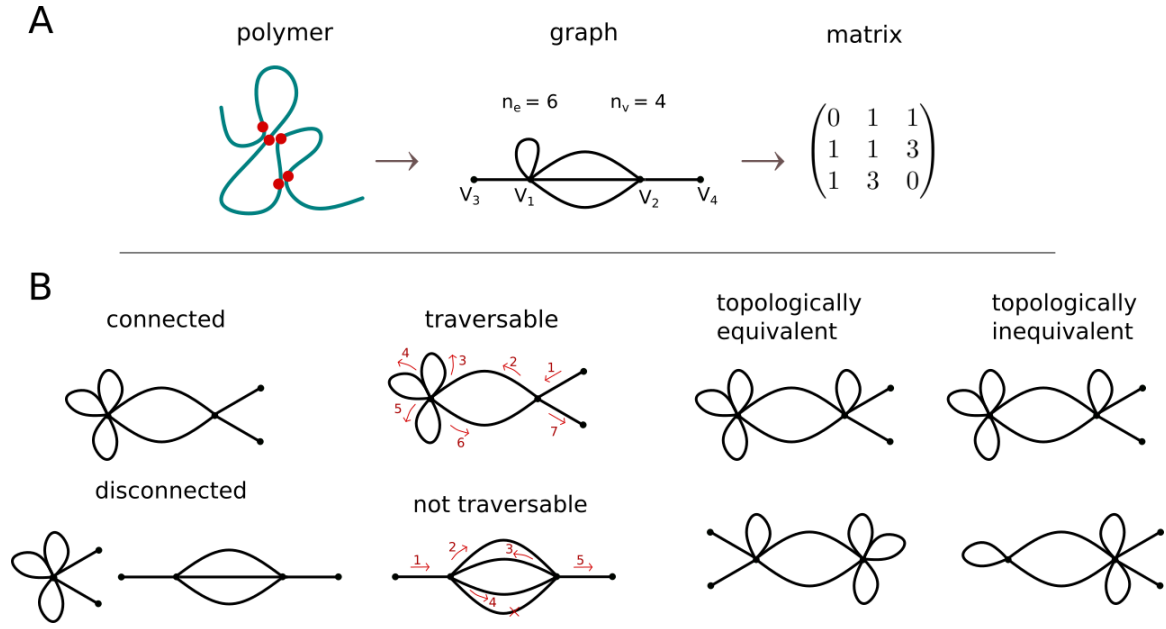 A
polymer
graph
matrix
n_e = 6
n_v = 4
V_3
V_1
V_2
V_4
0 1 1
1 1 3
1 3 0
B
connected
traversable
topologically
equivalent
topologically
inequivalent
4
3
2
1
5
6
7
disconnected
not traversable
1
2
3
5
4